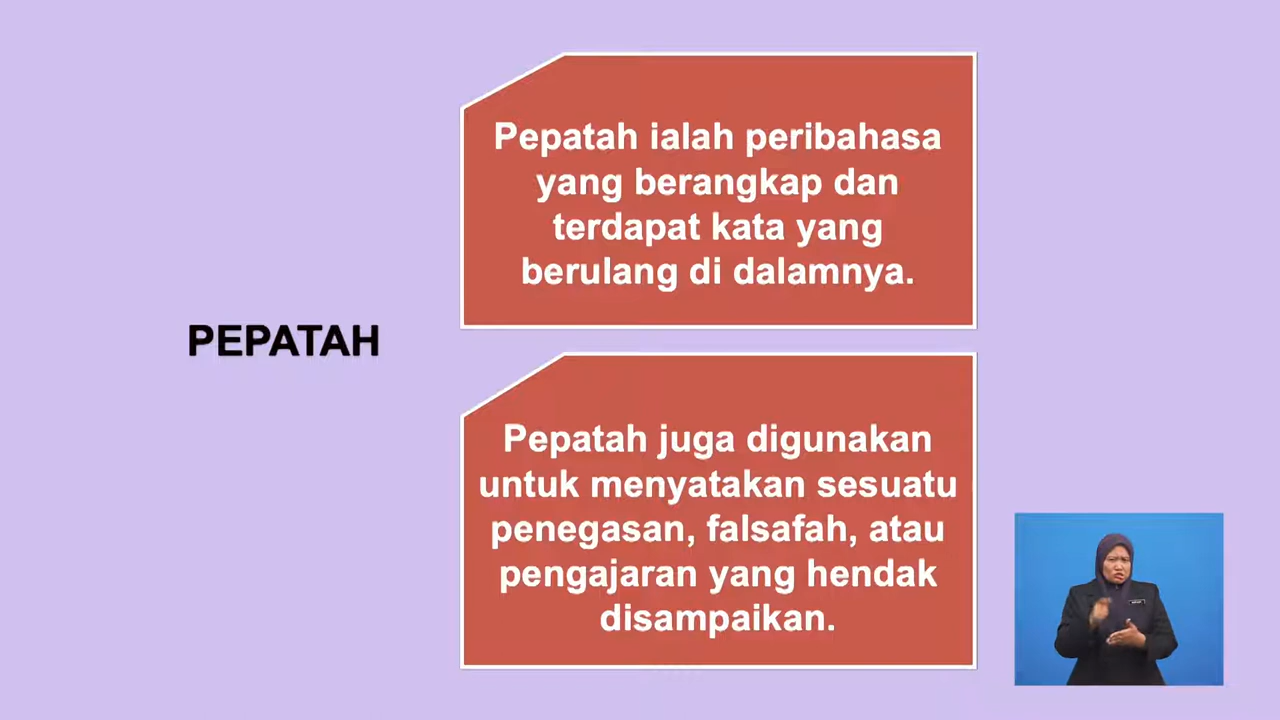 PEPATAH
Pepatah ialah peribahasa
yang berangkap dan
terdapat kata yang
berulang di dalamnya.
Pepatah juga digunakan
untuk menyatakan sesuatu
penegasan, falsafah, atau
pengajaran yang hendak
disampaikan.